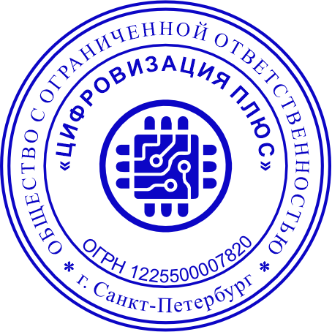 ОБЩЕСТВО С ОГРАНИЧЕННОЙ ОТВЕТСТВЕННОСТЬЮ
«ЦИФРОВИЗАЦИЯ ПЛЮС»
ОГРН 1225500007820
* г. Санкт-Петербург *